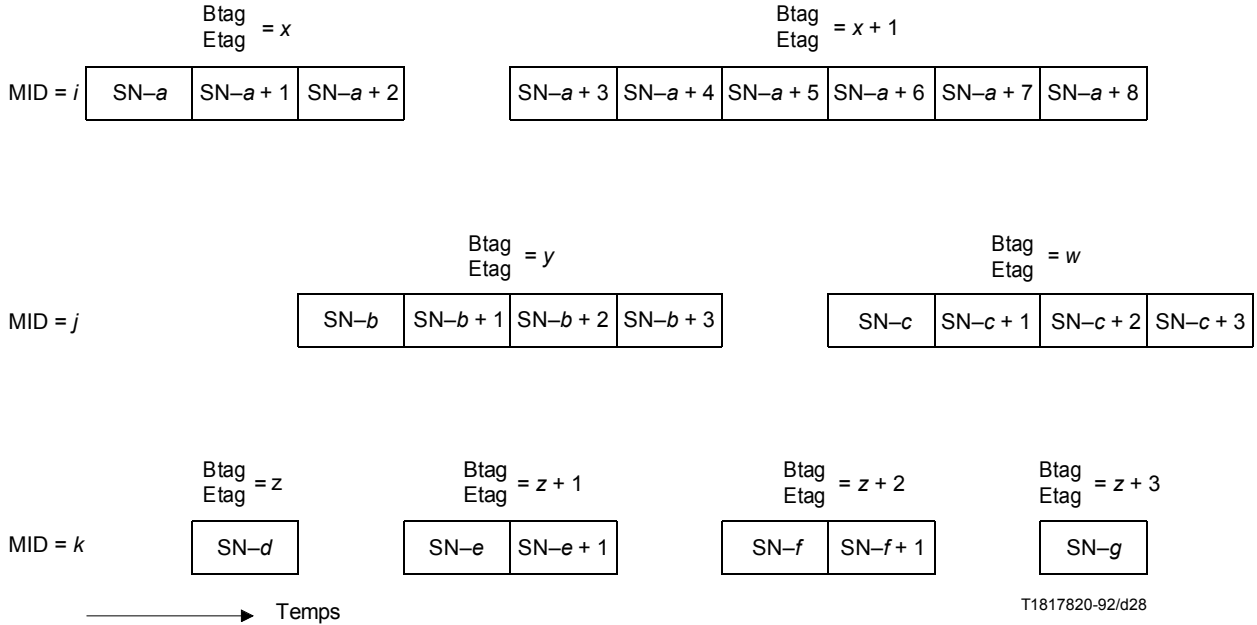 Btag
Etag = x
Btag
Etag = x + 1
MID = i SN–a SN–a + 1 SN–a + 2 SN–a + 3 SN–a + 4 SN–a + 5 SN–a + 6 SN–a + 7 SN–a + 8
Btag
Etag = y
Btag
Etag = w
MID = j SN–b SN–b + 1 SN–b + 2 SN–b + 3 SN–c SN–c + 1 SN–c + 2 SN–c + 3
Btag
Etag = z
Btag
Etag = z + 1
Btag
Etag = z + 2
Btag
Etag = z + 3
MID = k SN–d SN–e SN–e + 1 SN–f SN–f + 1 SN–g
Temps
T1817820-92/d28